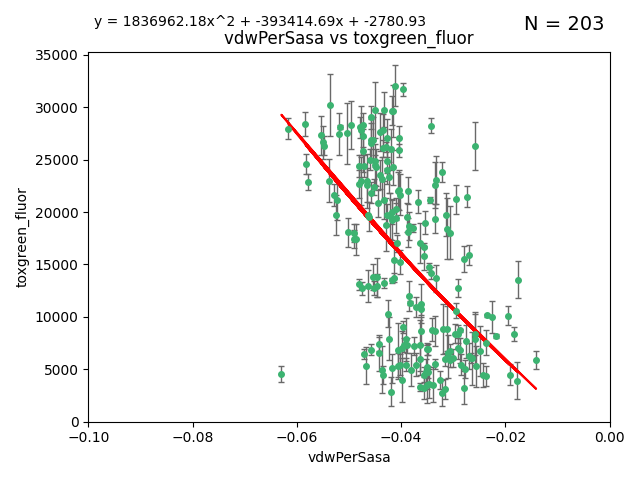 y = 1836962.18x^2 + -393414.69x + -2780.93
N = 203
vdwPerSasa vs toxgreen_fluor
35000
30000
25000
20000
15000
10000
5000
0
toxgreen_fluor
−0.10
−0.08
−0.06
−0.04
−0.02
0.00
vdwPerSasa